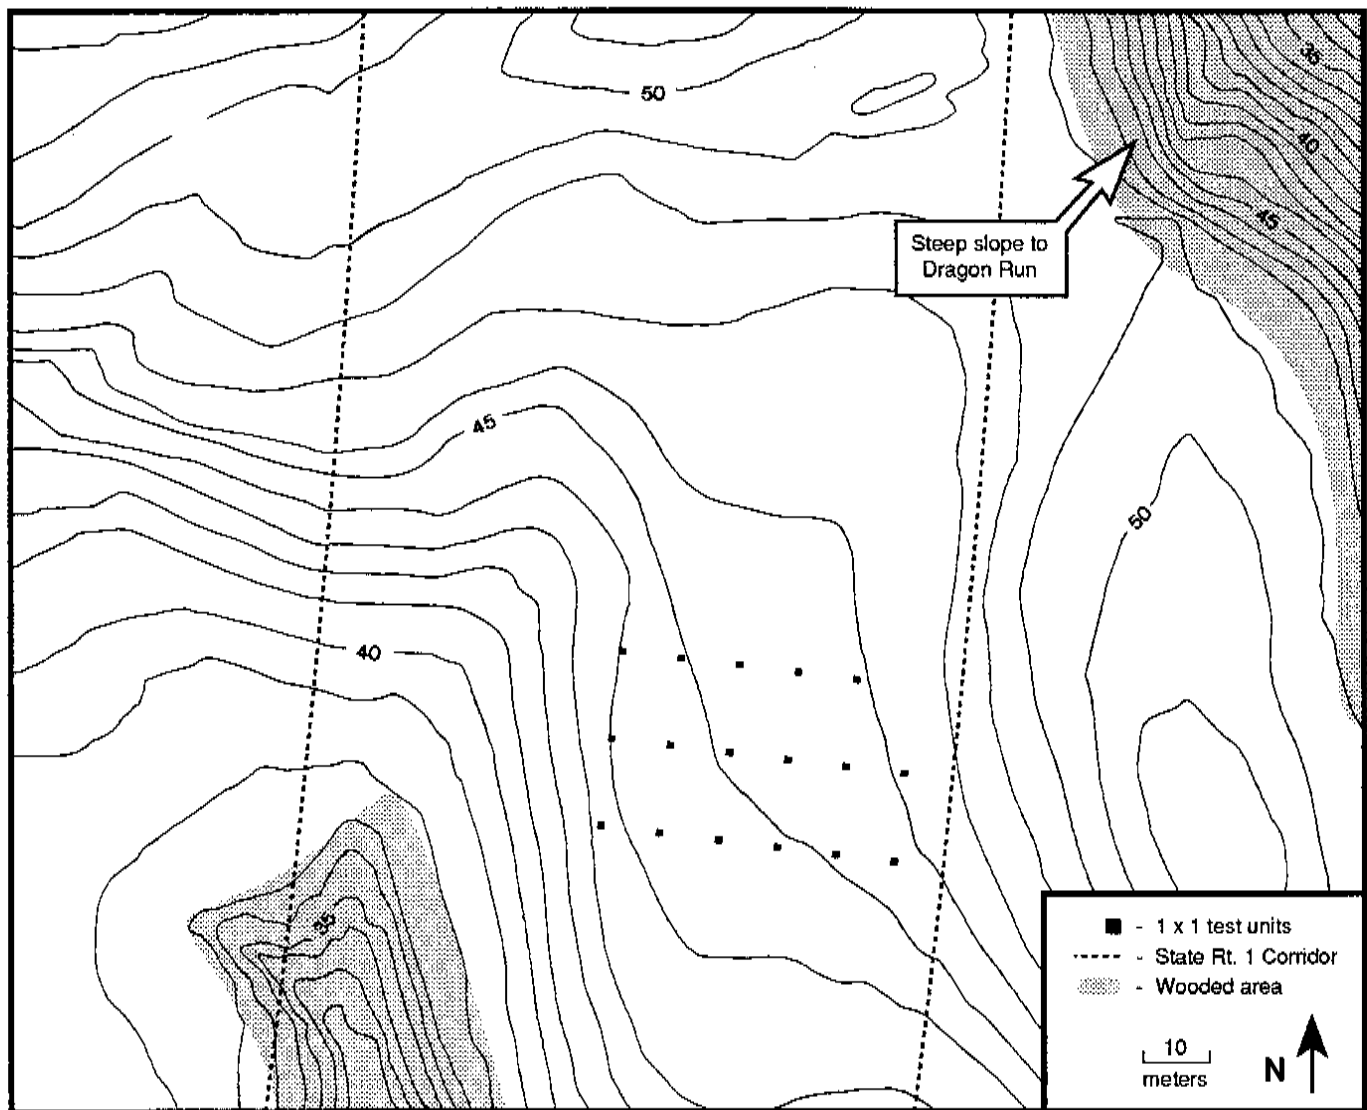 50
35
40
45
Steep slope to
Dragon Run
45
50
40
35
1 x 1 test units
State Rt. 1 Corridor
Wooded area
10
meters
N